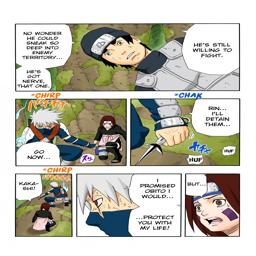 NO WONDER
HE COULD
SNEAK SO
DEEP INTO
ENEMY
TERRITORY...
HE'S
GOT
NERVE,
THAT ONE.
HE'S STILL
WILLING
TO FIGHT.
*CHIRP
*CHAK
RIN...
I'LL
DETAIN
THEM...
GO
NOW...
HUF
HUF
*CHIRP
KAKA-
SHI!
I
PROMISED
OBITO I
WOULD...
...PROTECT
YOU WITH
MY LIFE!
BUT...